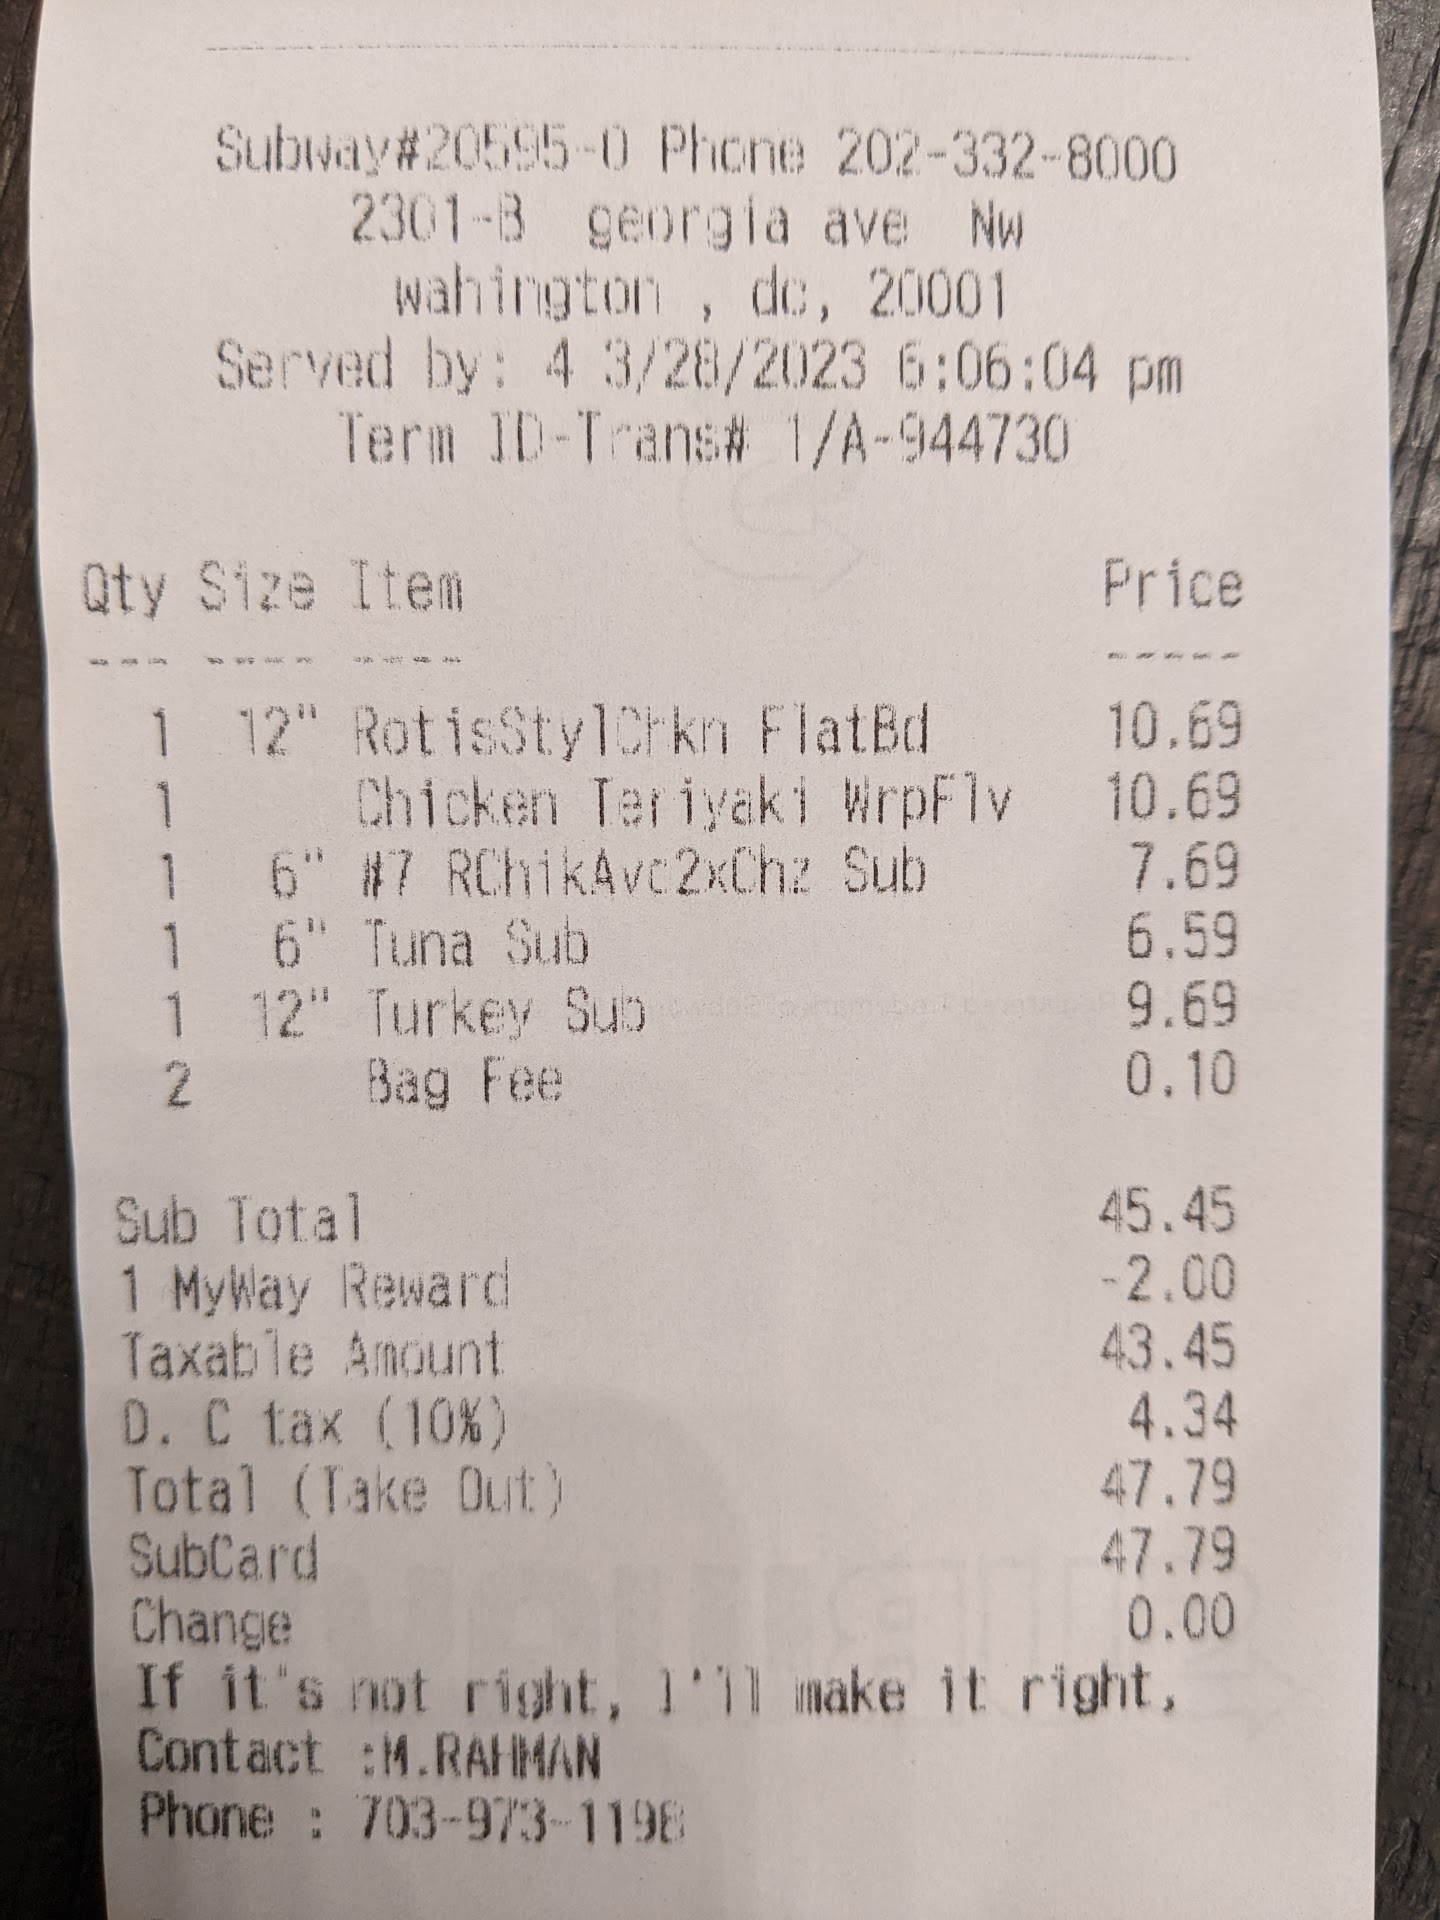 Subway#20595-0 Phone 202-332-8000
2301-B georgia ave Nw
wahington , dc, 20001
Served by: 4 3/28/2023 6:06:04 pm
Term ID-Trans# 1/A-944730
Qty Size Item Price
--- ---- ---- -----
1 12" RotisStylChkn FlatBd 10.69
1 Chicken Teriyaki WrpFlv 10.69
1 6" #7 RChikAvc2xChz Sub 7.69
1 6" Tuna Sub 6.59
1 12" Turkey Sub 9.69
2 Bag Fee 0.10
Sub Total 45.45
1 MyWay Reward -2.00
Taxable Amount 43.45
D. C tax (10%) 4.34
Total (Take Out) 47.79
SubCard 47.79
Change 0.00
If it's not right, I'll make it right,
Contact :M.RAHMAN
Phone :